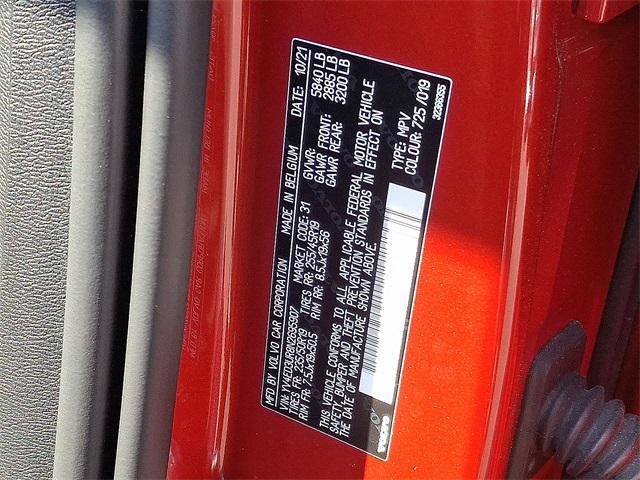 MFD BY VOLVO CAR CORPORATION MADE IN BELGIUM DATE: 10/21
VIN: YV4ED3UR8N2685907 MARKET CODE: 31 GVWR: 5840 LB
TIRES FR: 235/50R19 TIRES RR: 255/45R19 GAWR FRONT: 2885 LB
RIM FR: 7.5Jx19x50.5 RIM RR: 8.5Jx19x56 GAWR REAR: 3200 LB
THIS VEHICLE CONFORMS TO ALL APPLICABLE FEDERAL MOTOR VEHICLE
SAFETY, BUMPER AND THEFT PREVENTION STANDARDS IN EFFECT ON
THE DATE OF MANUFACTURE SHOWN ABOVE.
TYPE: MPV
COLOUR: 725 /019
VOLVO